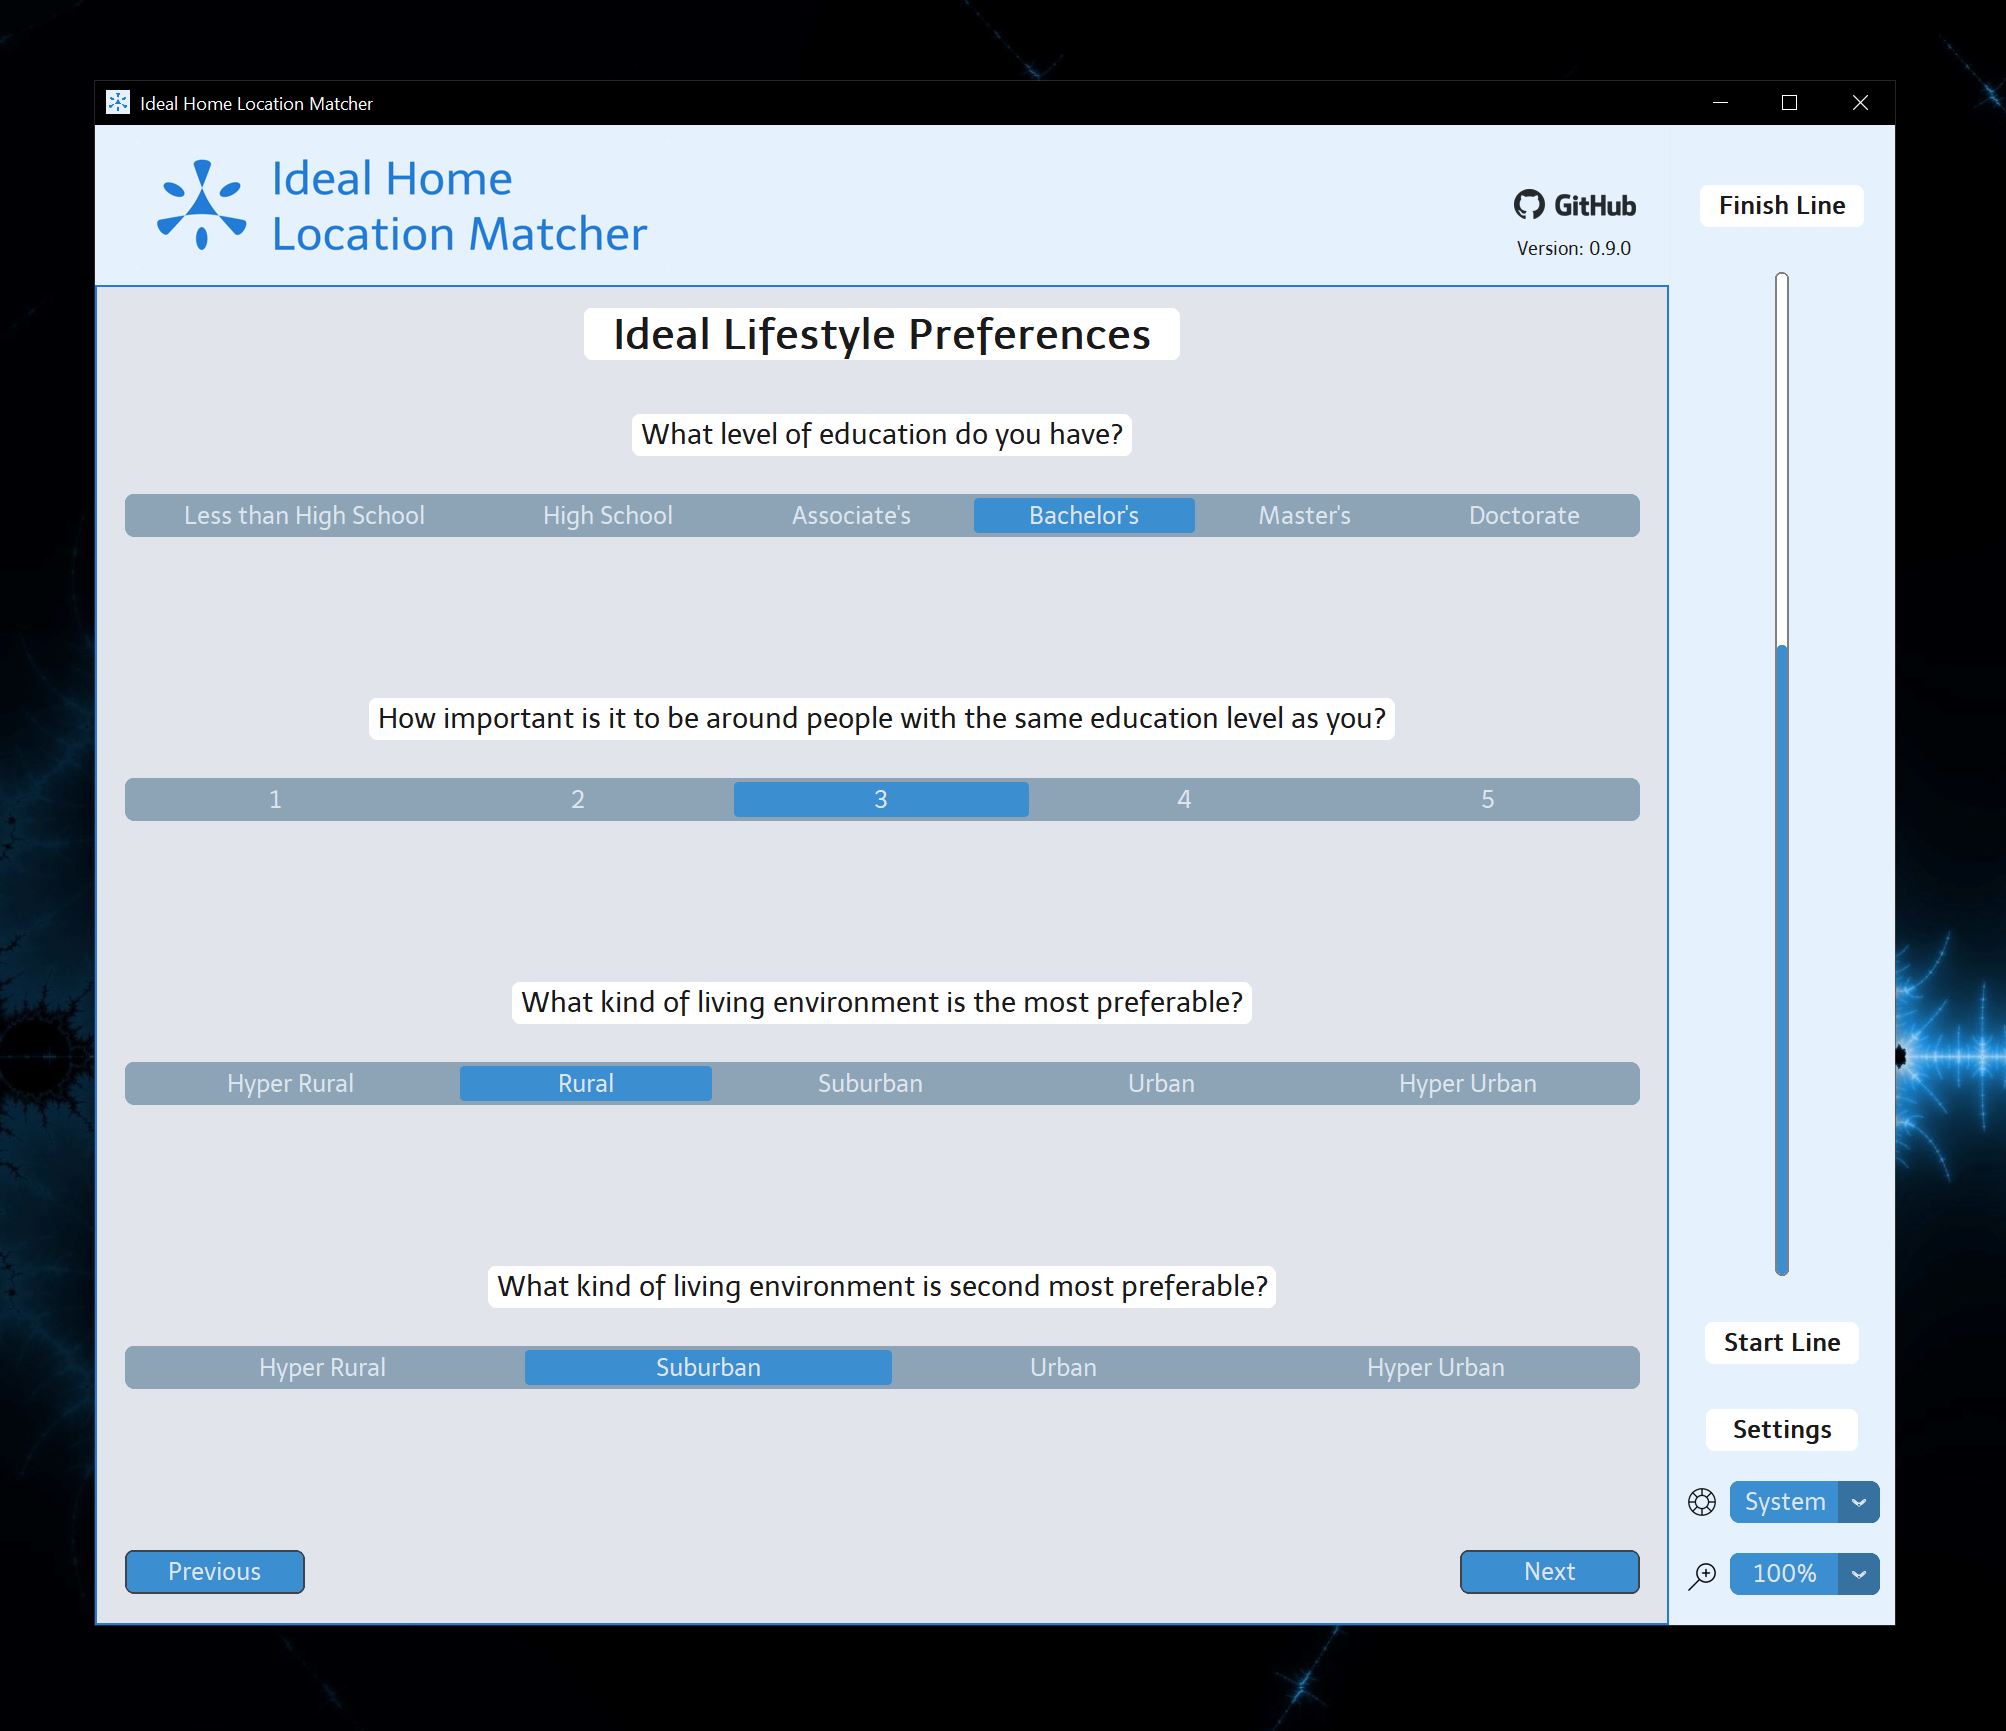 Ideal Home Location Matcher
Ideal Home
Location Matcher
GitHub
Version: 0.9.0
Ideal Lifestyle Preferences
What level of education do you have?
Less than High School High School Associate's Bachelor's Master's Doctorate
How important is it to be around people with the same education level as you?
1 2 3 4 5
What kind of living environment is the most preferable?
Hyper Rural Rural Suburban Urban Hyper Urban
What kind of living environment is second most preferable?
Hyper Rural Suburban Urban Hyper Urban
Previous
Next
Finish Line
Start Line
Settings
System
100%